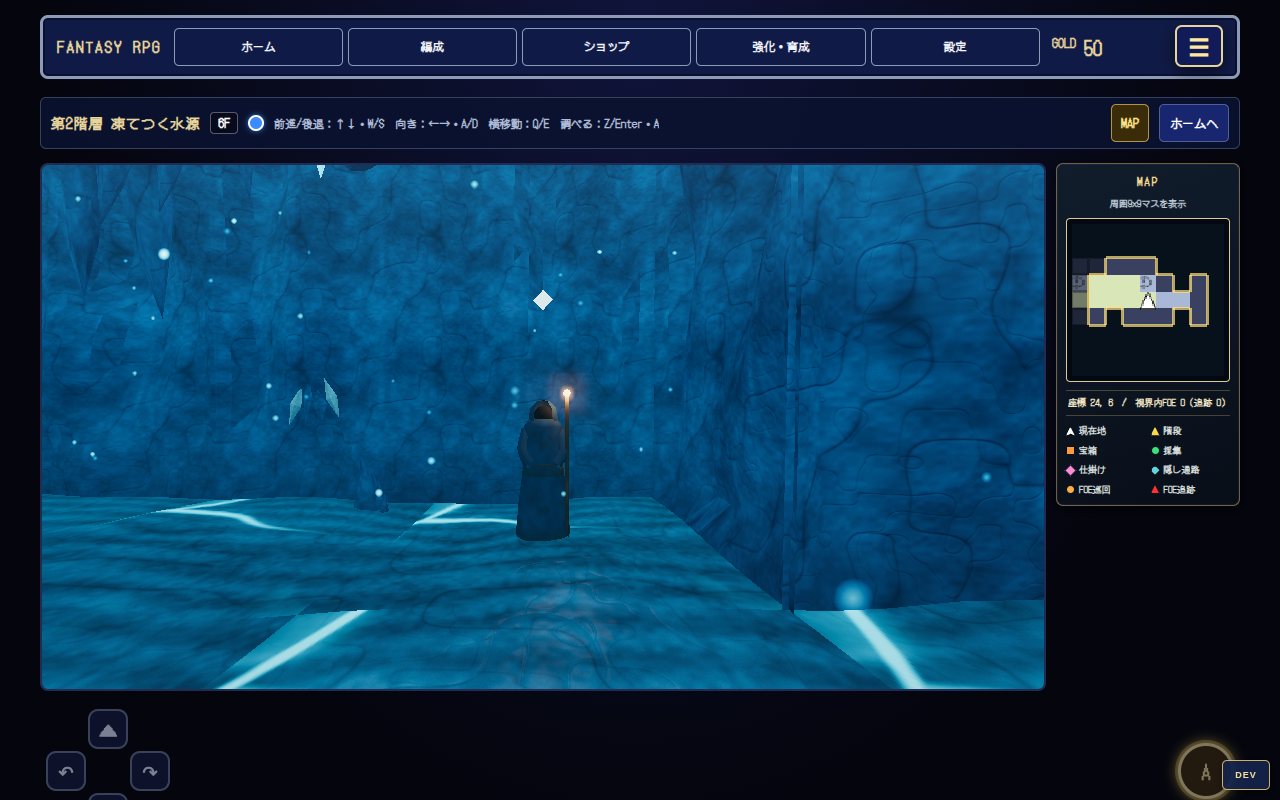 FANTASY RPG
ホーム
編成
ショップ
強化・育成
設定
GOLD 50
第2階層 凍てつく水源
6F
前進/後退：↑↓・W/S 向き：←→・A/D 横移動：Q/E 調べる：Z/Enter・A
MAP
ホームへ
MAP
周囲9x9マスを表示
座標 24, 6 / 視界内FOE 0 (追跡 0)
現在地
階段
宝箱
採集
仕掛け
隠し通路
FOE巡回
FOE追跡
A
DEV